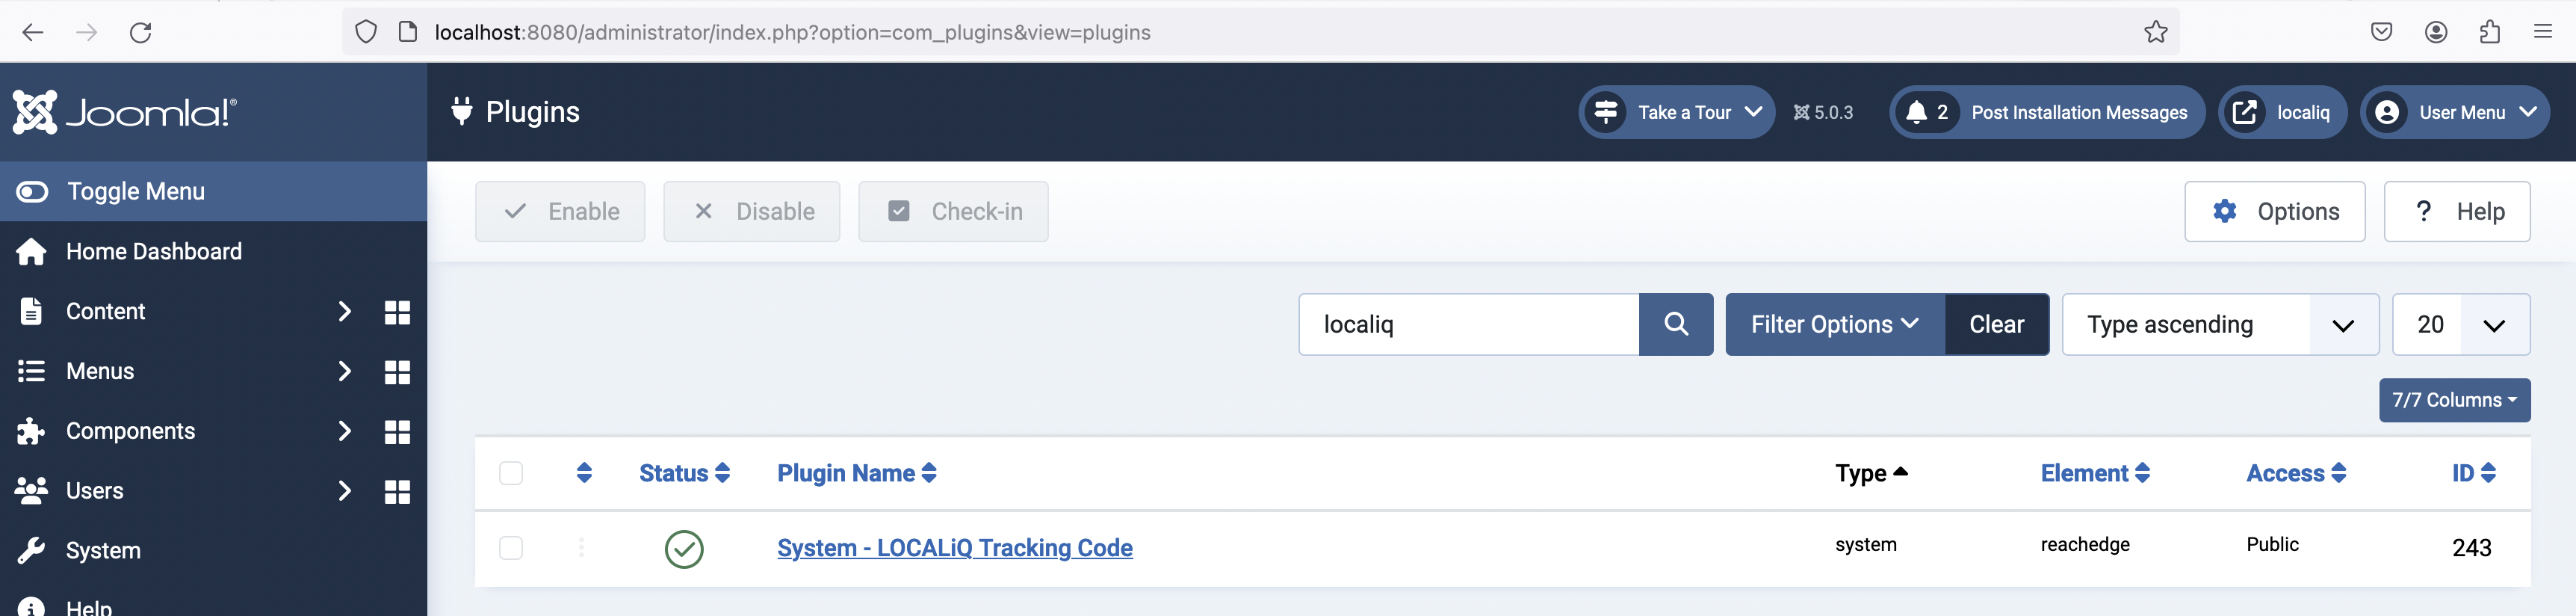 localhost:8080/administrator/index.php?option=com_plugins&view=plugins
Joomla!®
Plugins
Take a Tour
5.0.3
2 Post Installation Messages
localiq
User Menu
Toggle Menu
Home Dashboard
Content
Menus
Components
Users
System
Help
Enable
Disable
Check-in
Options
? Help
localiq
Filter Options
Clear
Type ascending
20
7/7 Columns
Status Plugin Name Type Element Access ID
System - LOCALiQ Tracking Code system reachedge Public 243